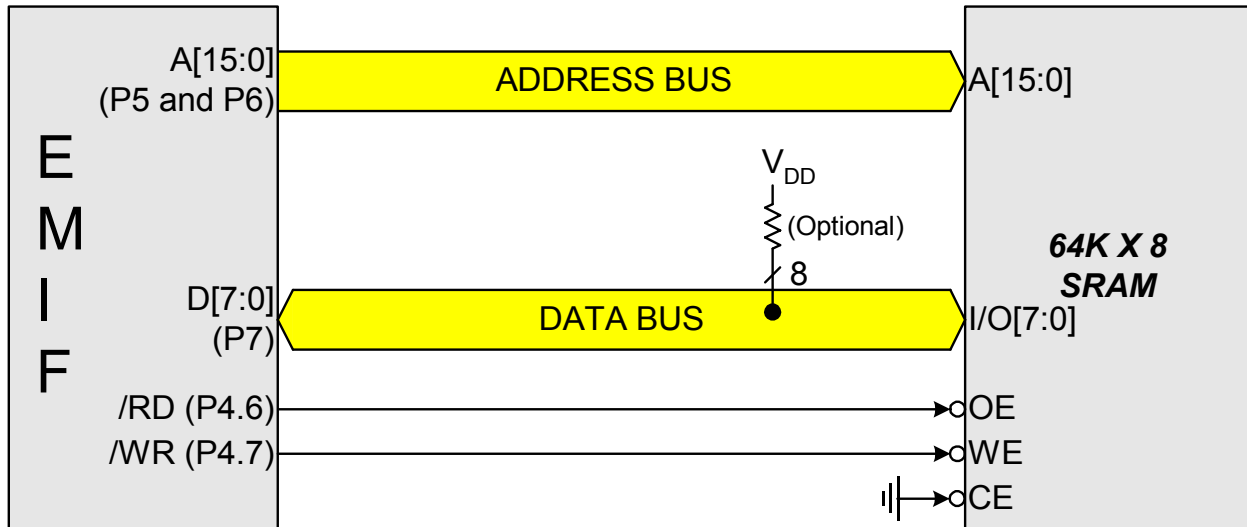 A[15:0]
(P5 and P6)
ADDRESS BUS
A[15:0]
E
M
I
F
VDD
(Optional)
8
64K X 8
SRAM
D[7:0]
(P7)
DATA BUS
I/O[7:0]
/RD (P4.6)
OE
/WR (P4.7)
WE
CE